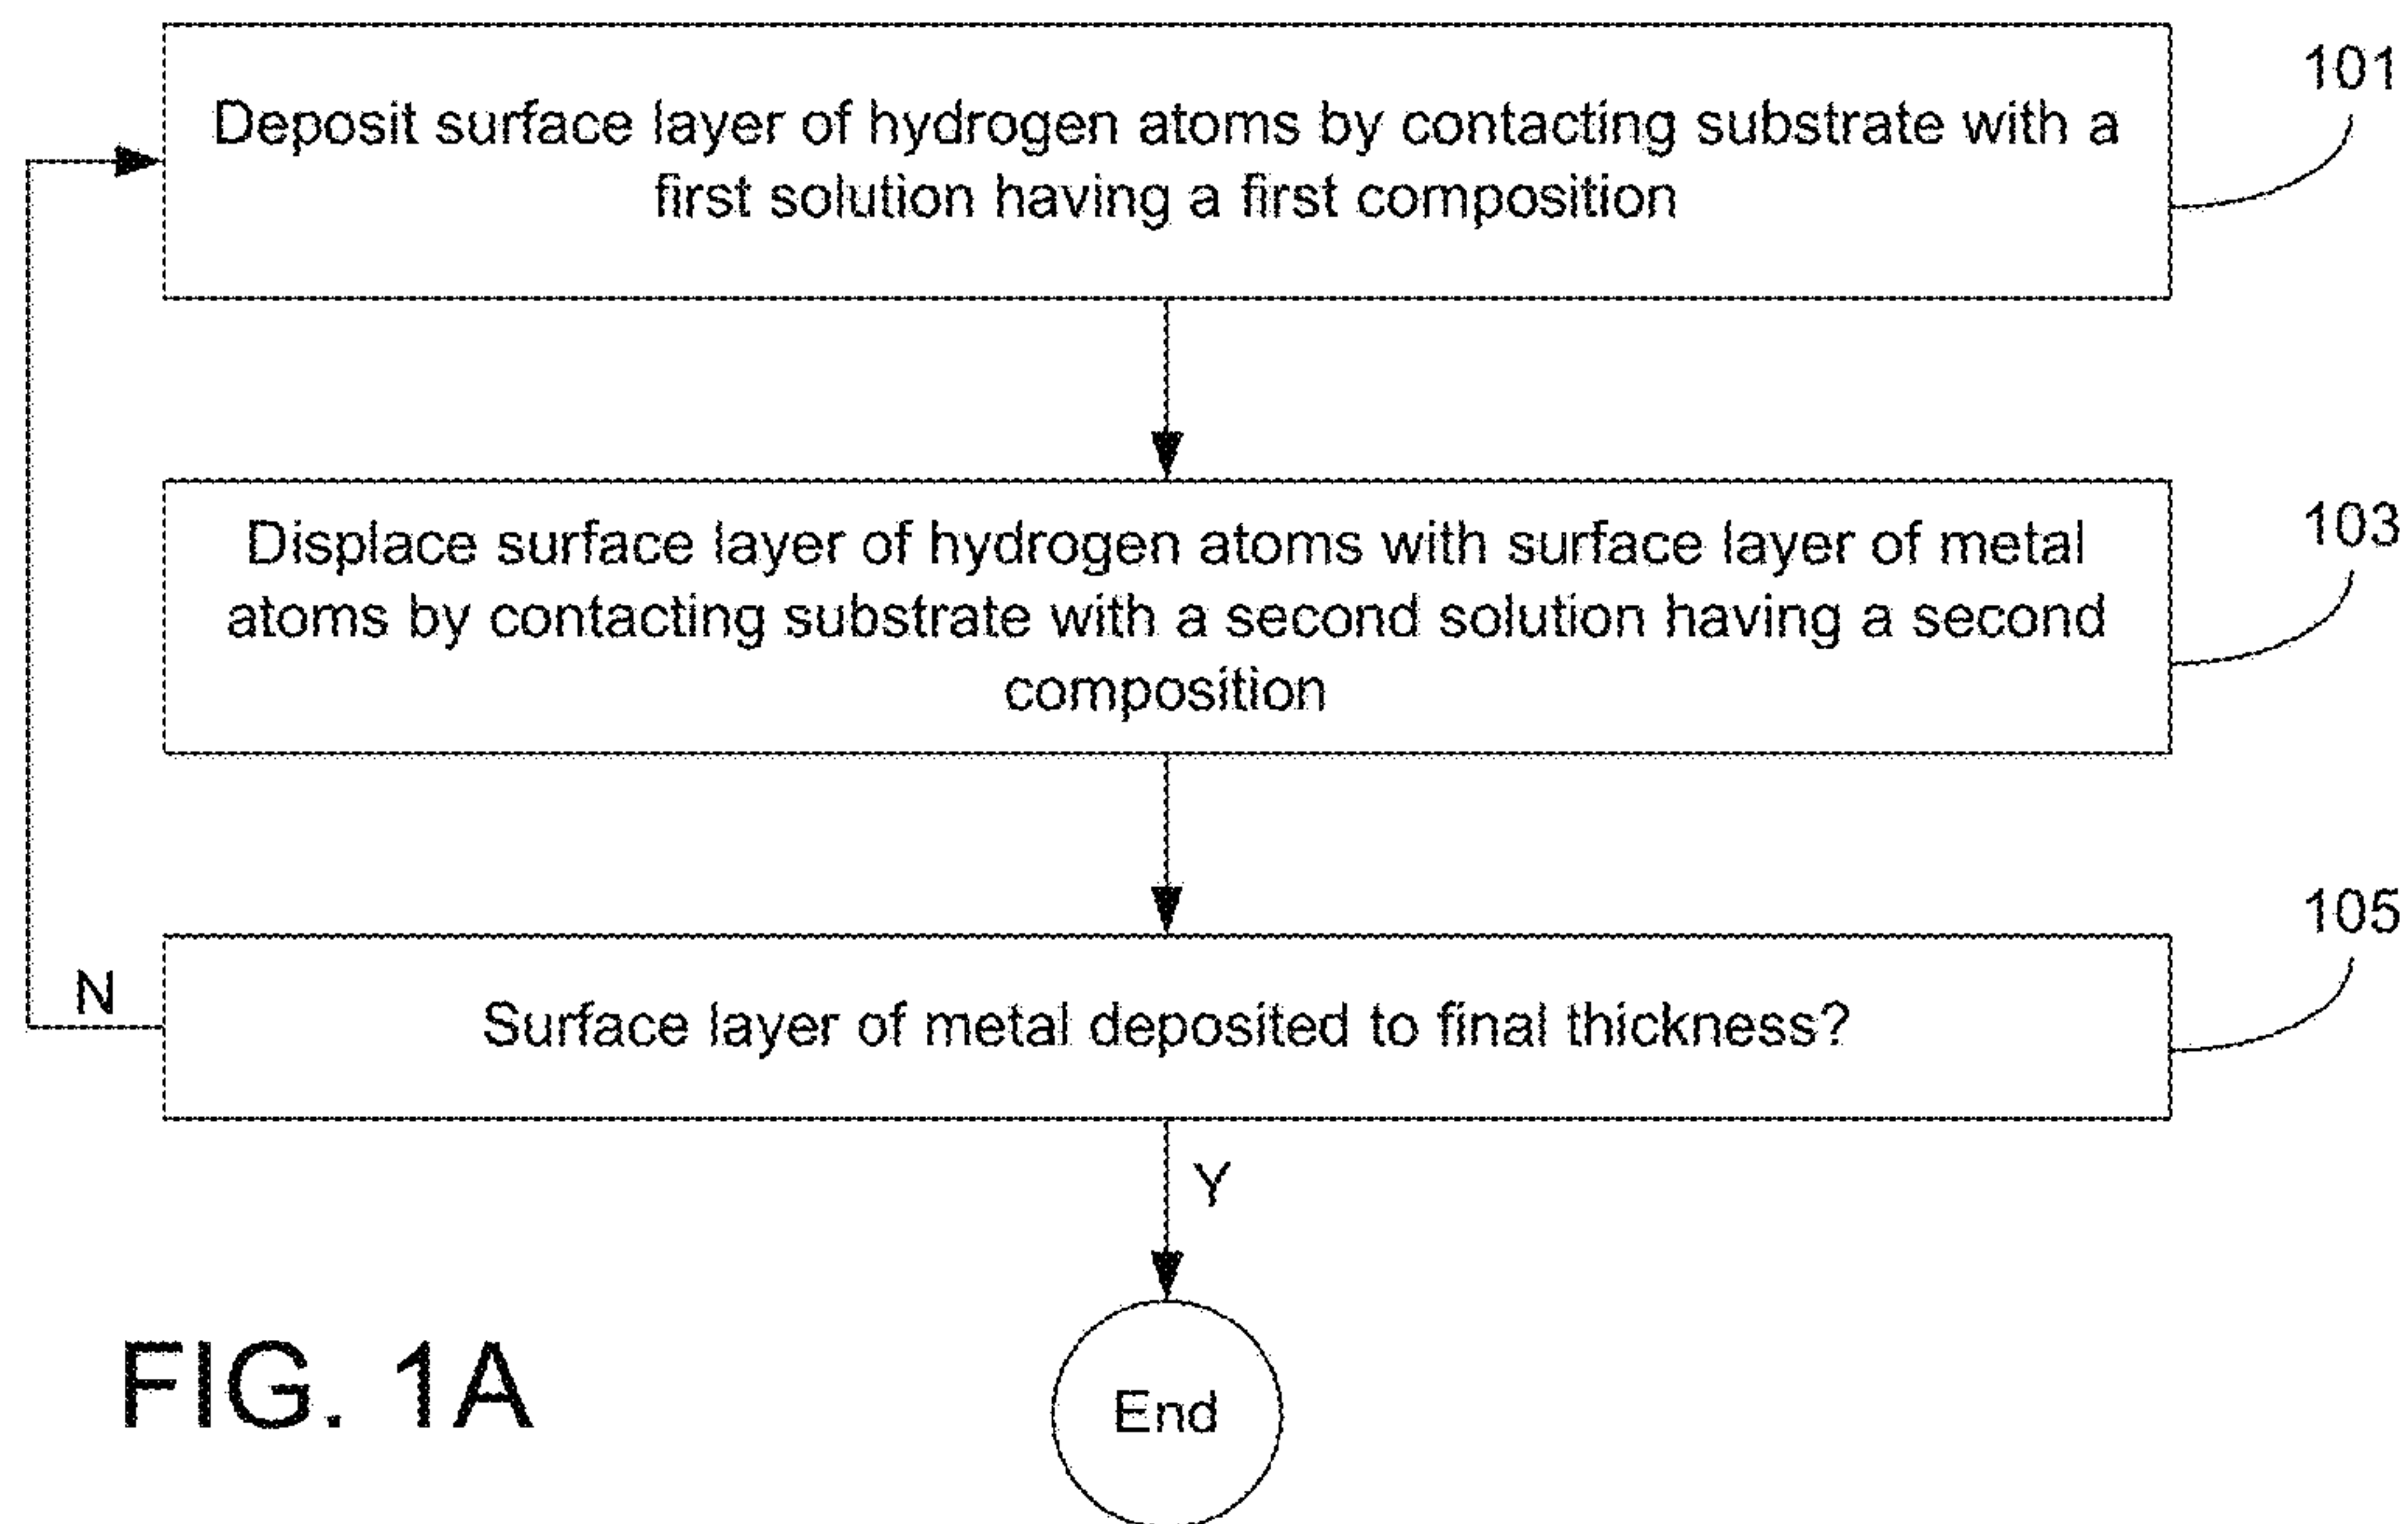 101
Deposit surface layer of hydrogen atoms by contacting substrate with a
first solution having a first composition
103
Displace surface layer of hydrogen atoms with surface layer of metal
atoms by contacting substrate with a second solution having a second
composition
105
N
Surface layer of metal deposited to final thickness?
Y
End
FIG. 1A